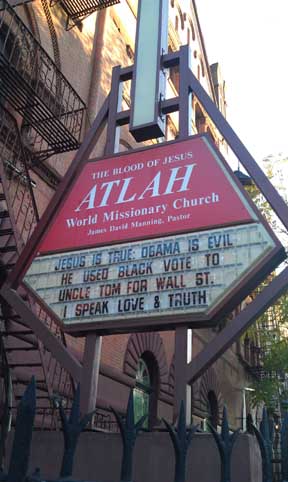 THE BLOOD OF JESUS
ATLAH
World Missionary Church
James David Manning, Pastor
JESUS IS TRUE: OBAMA IS EVIL
HE USED BLACK VOTE TO
UNCLE TOM FOR WALL ST.
I SPEAK LOVE & TRUTH